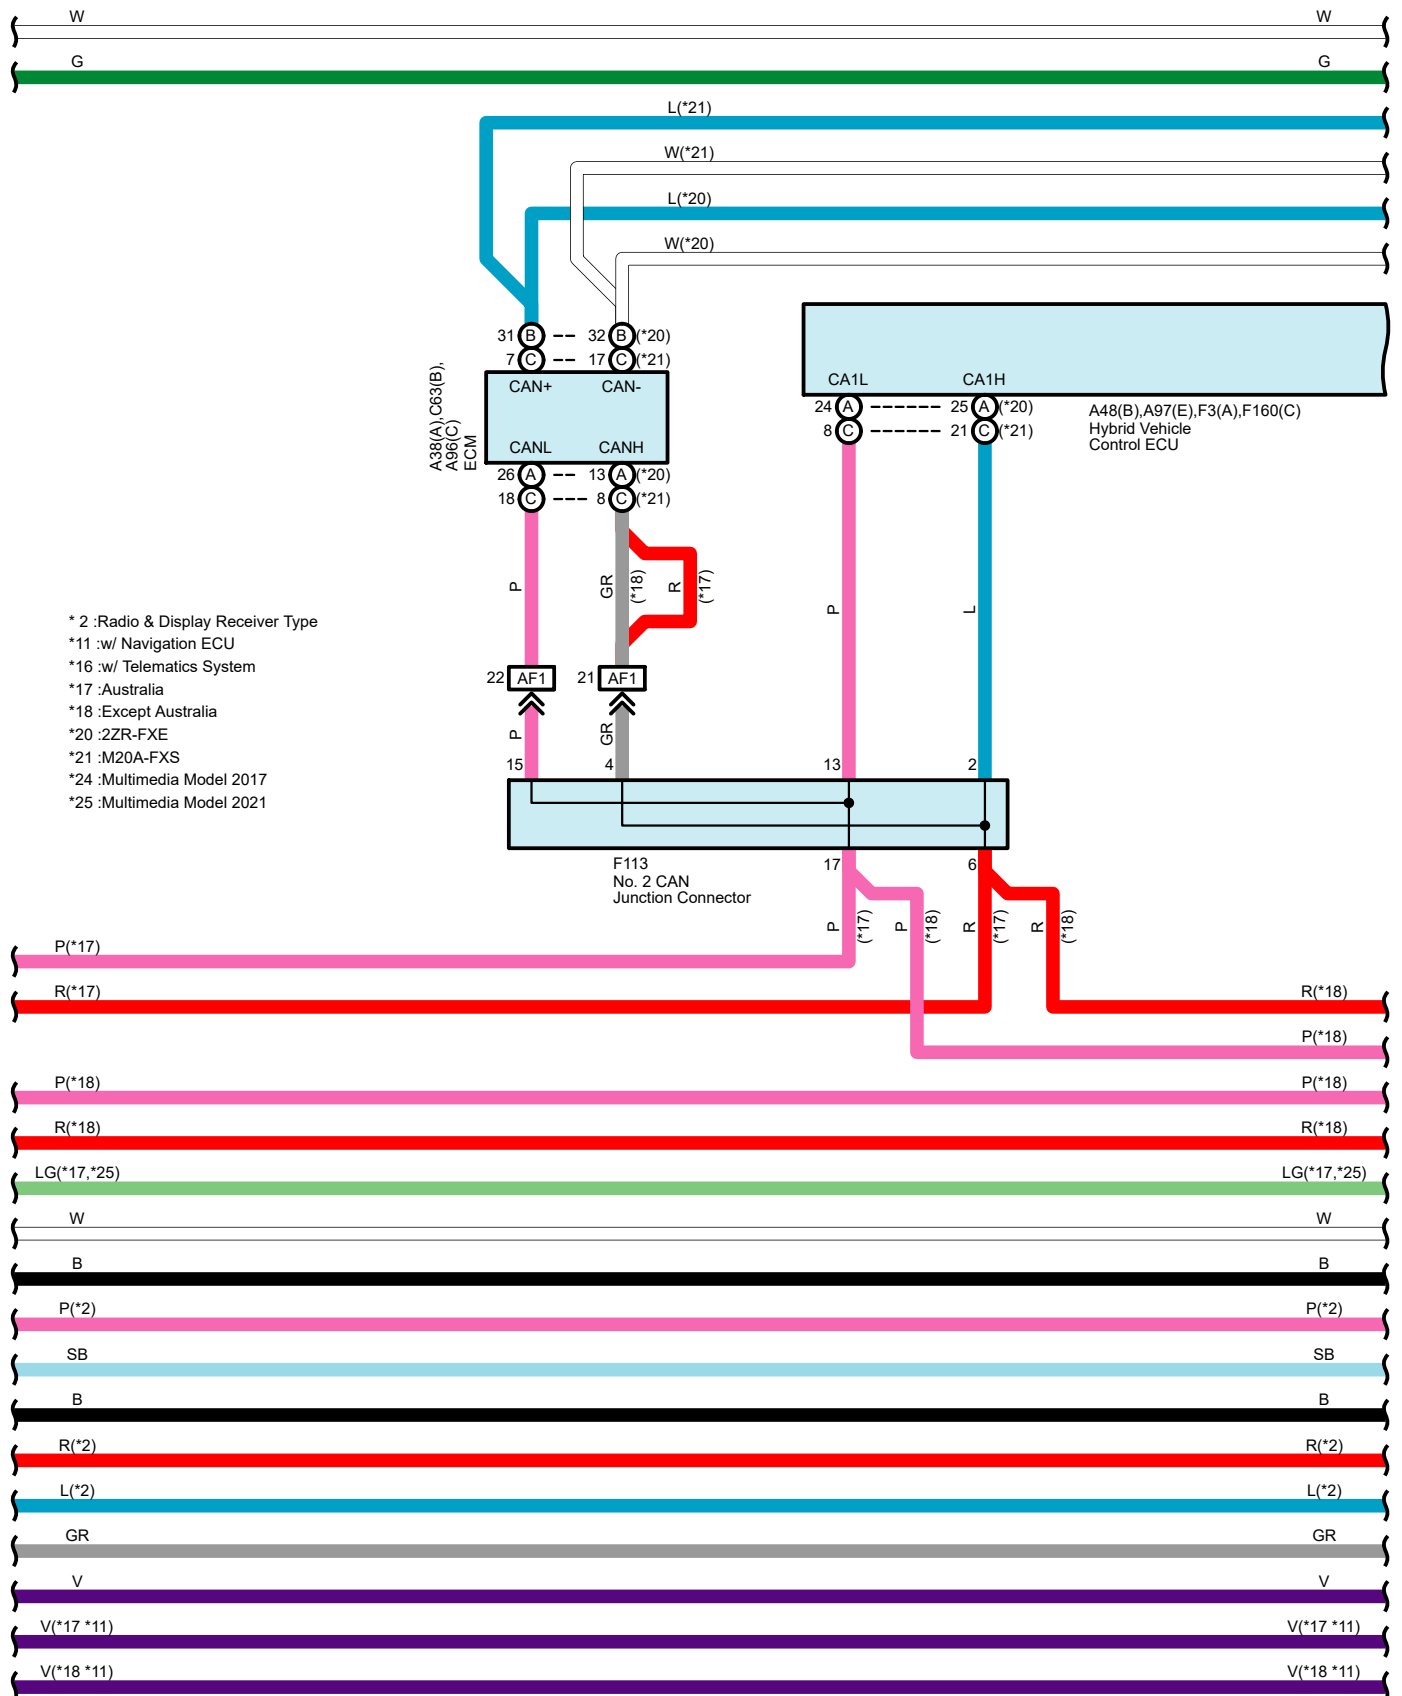 W W
G G
L(*21)
W(*21)
L(*20)
W(*20)
31 B 32 B (*20)
7 C 17 C (*21)
CAN+ CAN-
CANL CANH
A38(A),C63(B),
A96(C)
ECM
26 A 13 A (*20)
18 C 8 C (*21)
CA1L CA1H
24 A 25 A (*20)
8 C 21 C (*21)
A48(B),A97(E),F3(A),F160(C)
Hybrid Vehicle
Control ECU
P GR (*18) R (*17) P L
* 2 :Radio & Display Receiver Type
*11 :w/ Navigation ECU
*16 :w/ Telematics System
*17 :Australia
*18 :Except Australia
*20 :2ZR-FXE
*21 :M20A-FXS
*24 :Multimedia Model 2017
*25 :Multimedia Model 2021
22 AF1 21 AF1
P GR
15 4 13 2
F113
No. 2 CAN
Junction Connector
17 6
P (*17) P (*18) R (*17) R (*18)
P(*17)
R(*17) R(*18)
P(*18)
P(*18) P(*18)
R(*18) R(*18)
LG(*17,*25) LG(*17,*25)
W W
B B
P(*2) P(*2)
SB SB
B B
R(*2) R(*2)
L(*2) L(*2)
GR GR
V V
V(*17 *11) V(*17 *11)
V(*18 *11) V(*18 *11)